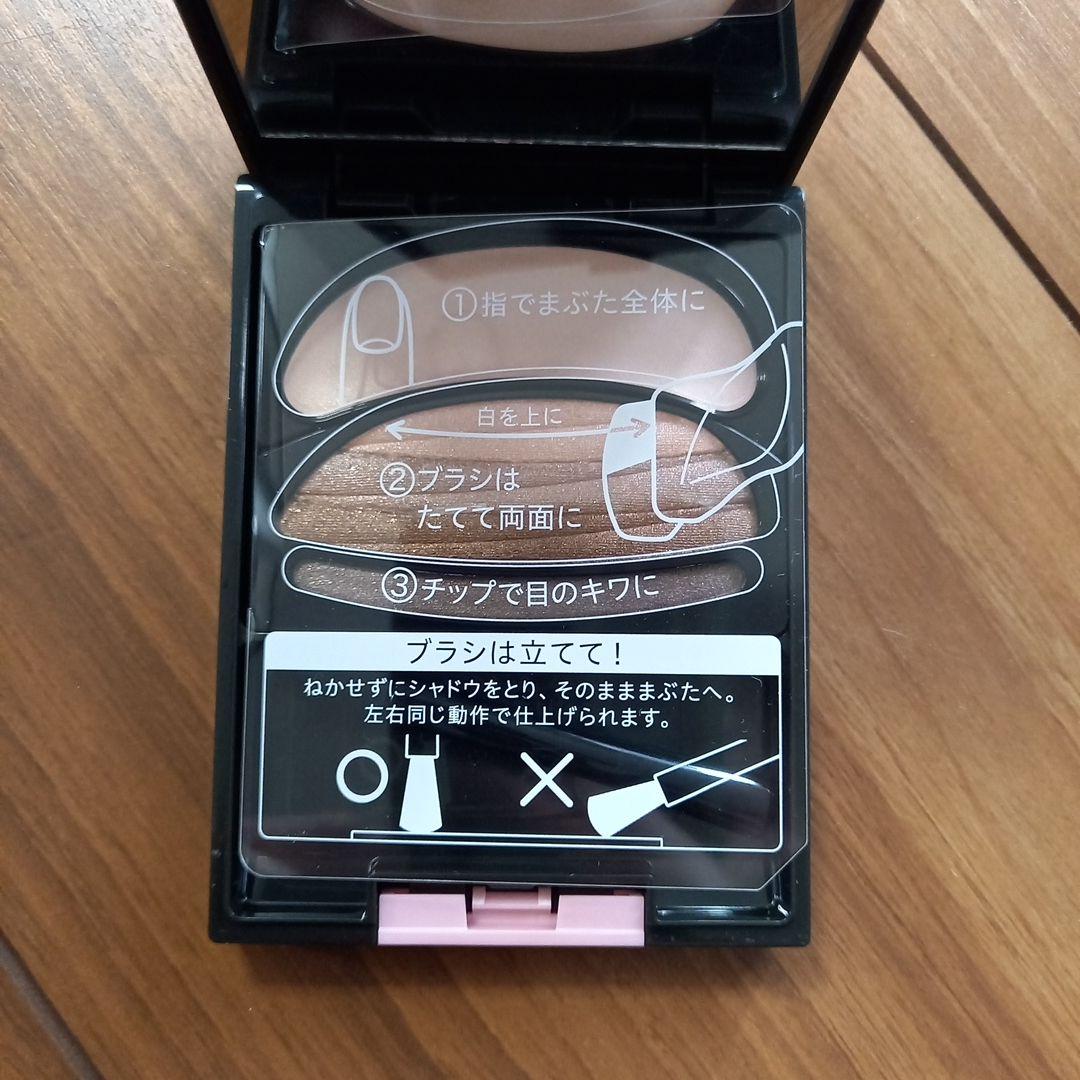 ①指でまぶた全体に
白を上に
②ブラシは
たてて両面に
③チップで目のキワに
ブラシは立てて!
ねかせずにシャドウをとり、そのまままぶたへ。
左右同じ動作で仕上げられます。